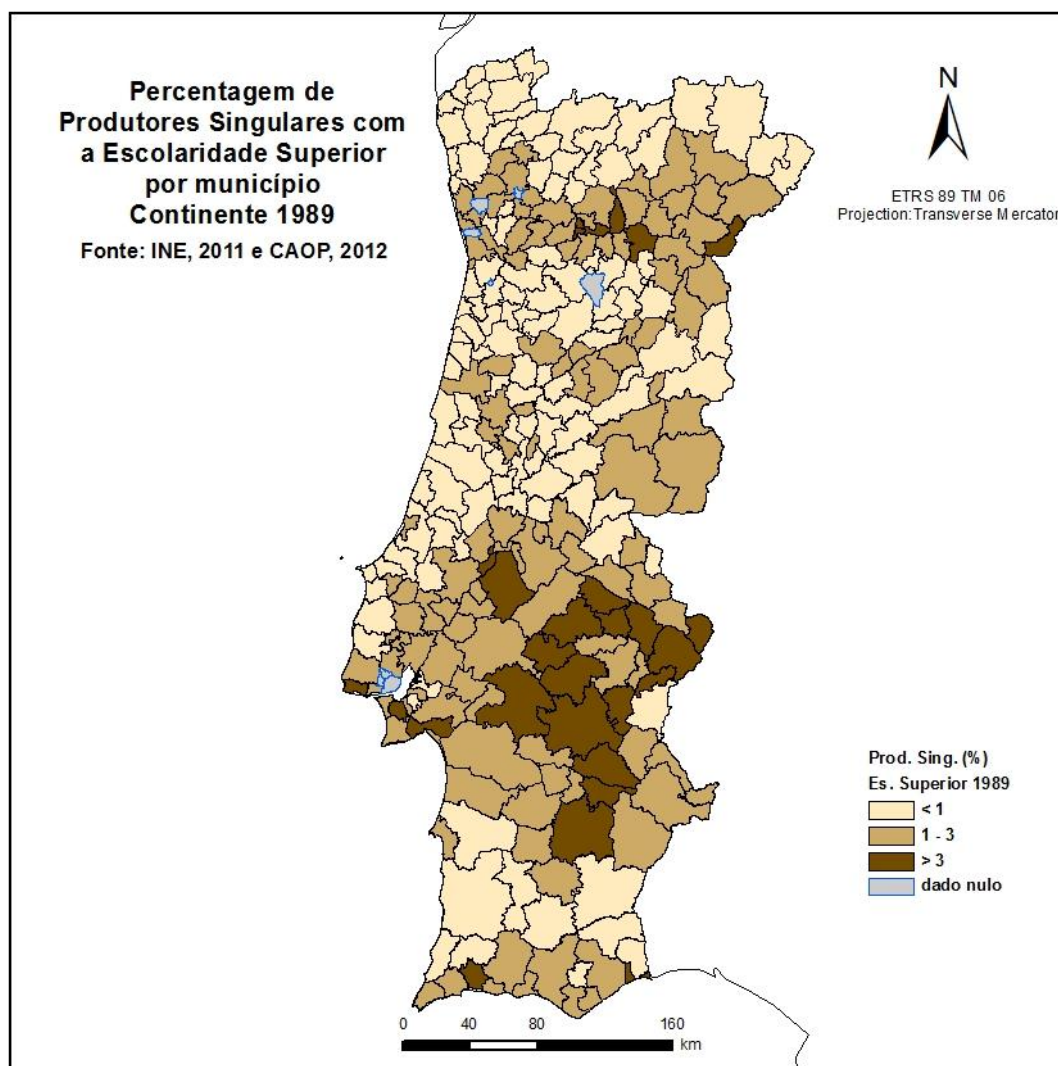 Percentagem de
Produtores Singulares com
a Escolaridade Superior
por município
Continente 1989
Fonte: INE, 2011 e CAOP, 2012
N
ETRS 89 TM 06
Projection: Transverse Mercator
Prod. Sing. (%)
Es. Superior 1989
< 1
1 - 3
> 3
dado nulo
0 40 80 160
km